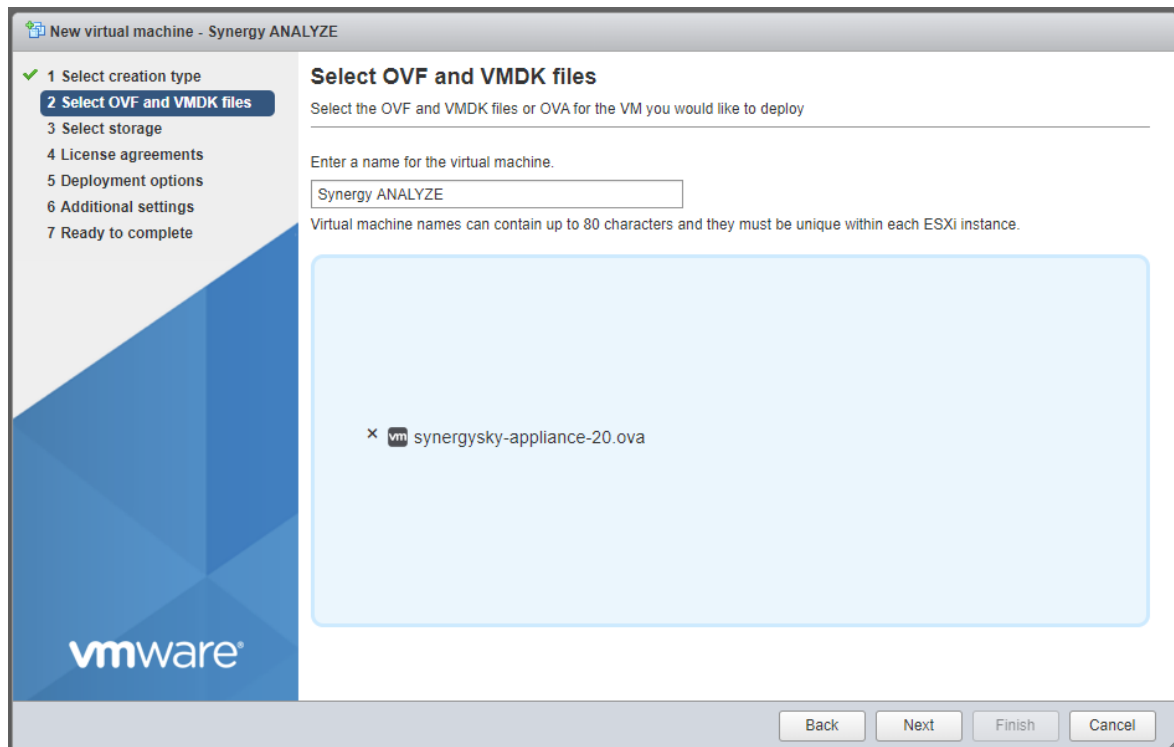 New virtual machine - Synergy ANALYZE
1 Select creation type
2 Select OVF and VMDK files
3 Select storage
4 License agreements
5 Deployment options
6 Additional settings
7 Ready to complete
vmware®
Select OVF and VMDK files
Select the OVF and VMDK files or OVA for the VM you would like to deploy
Enter a name for the virtual machine.
Synergy ANALYZE
Virtual machine names can contain up to 80 characters and they must be unique within each ESXi instance.
vm synergysky-appliance-20.ova
Back Next Finish Cancel